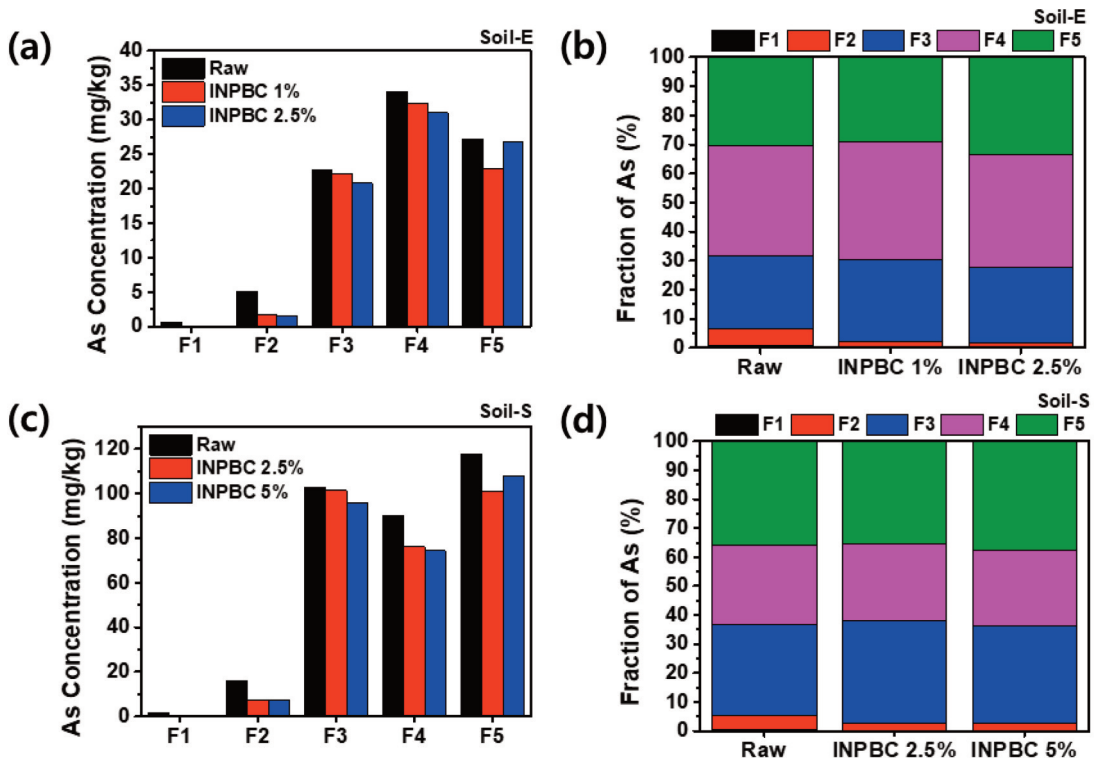 (a)
Soil-E
Raw
INPBC 1%
INPBC 2.5%
As Concentration (mg/kg)
40
35
30
25
20
15
10
5
0
F1 F2 F3 F4 F5
(b)
Soil-E
F1 F2 F3 F4 F5
Fraction of As (%)
100
90
80
70
60
50
40
30
20
10
0
Raw INPBC 1% INPBC 2.5%
(c)
Soil-S
Raw
INPBC 2.5%
INPBC 5%
As Concentration (mg/kg)
120
100
80
60
40
20
0
F1 F2 F3 F4 F5
(d)
Soil-S
F1 F2 F3 F4 F5
Fraction of As (%)
100
90
80
70
60
50
40
30
20
10
0
Raw INPBC 2.5% INPBC 5%